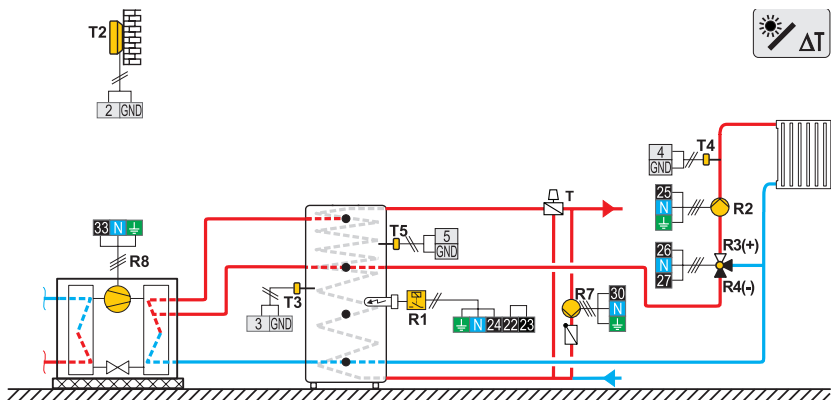 T2
2 GND
ΔT
4
GND
T4
25
N
R2
T
33 N
R8
T5
5
GND
26
N
27
R3(+)
R4(-)
T3
3 GND
R1
N 24 22 23
R7
30
N